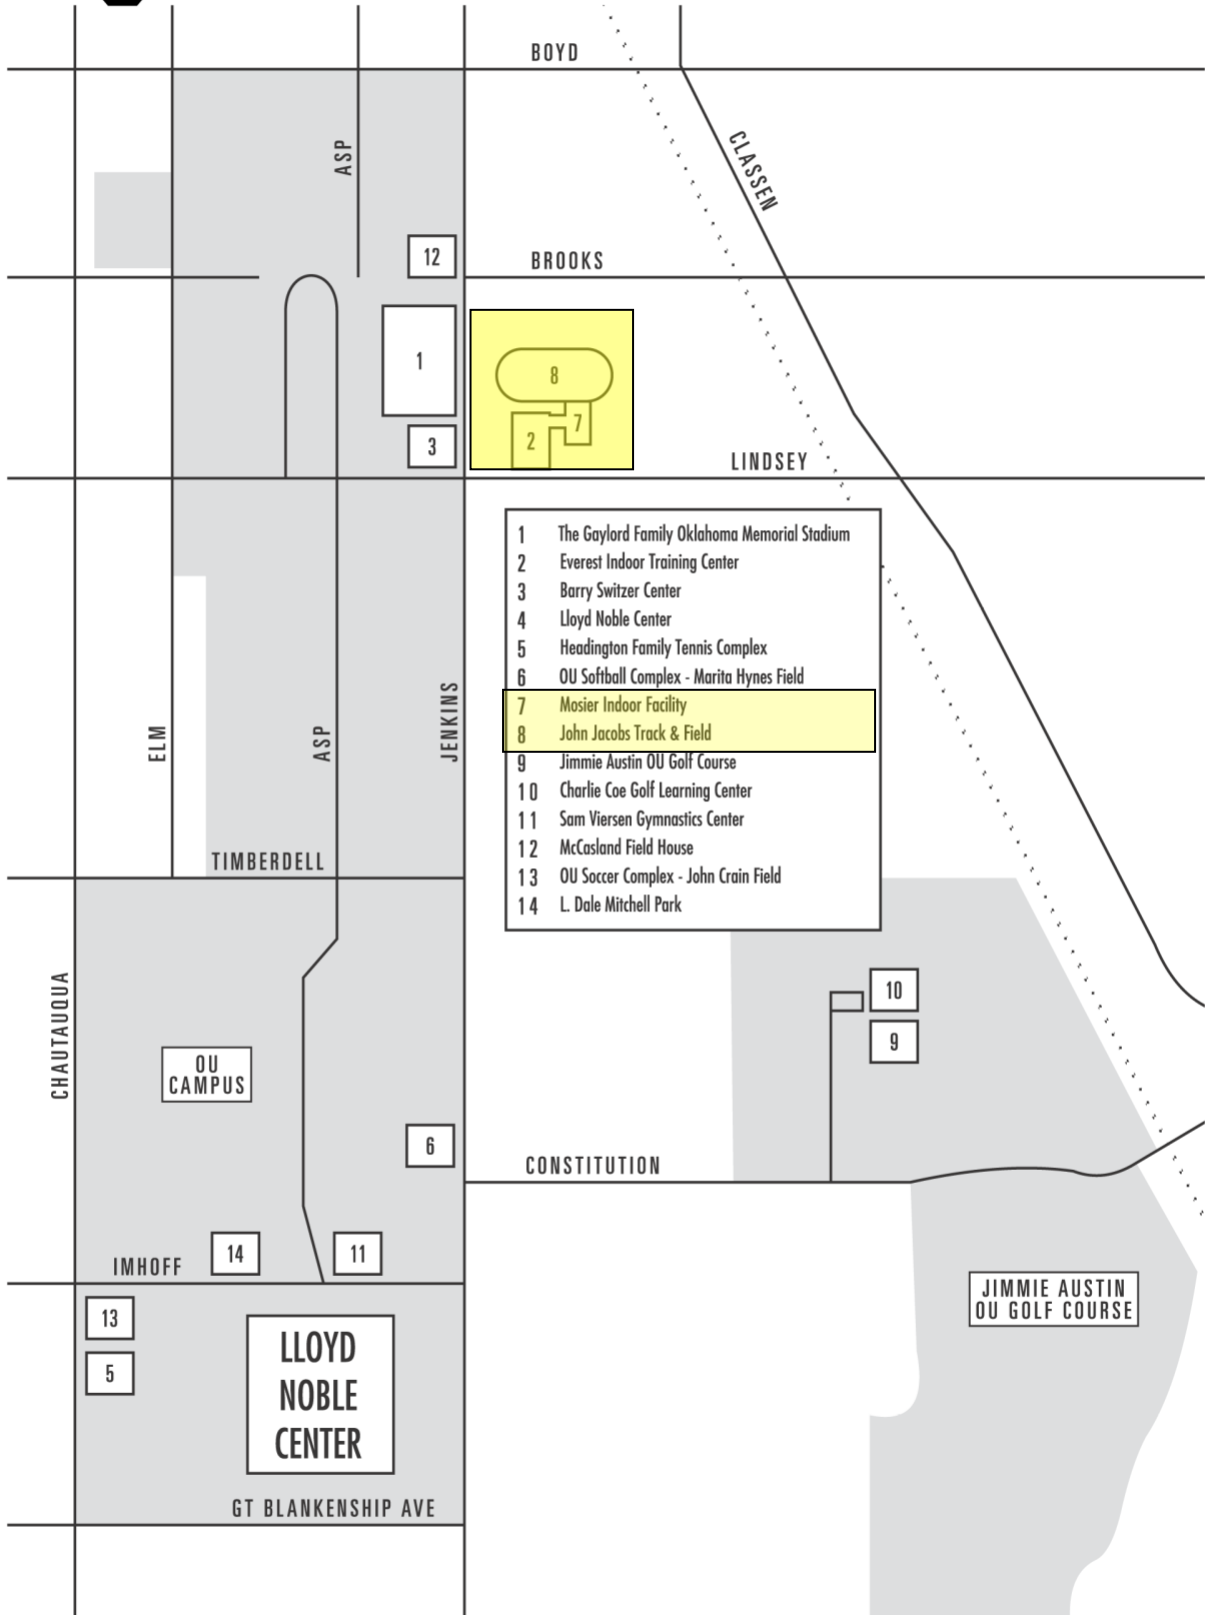 BOYD
ASP
CLASSEN
12
BROOKS
1
8
7
2
3
LINDSEY
1 The Gaylord Family Oklahoma Memorial Stadium
2 Everest Indoor Training Center
3 Barry Switzer Center
4 Lloyd Noble Center
5 Headington Family Tennis Complex
6 OU Softball Complex - Marita Hynes Field
7 Mosier Indoor Facility
8 John Jacobs Track & Field
9 Jimmie Austin OU Golf Course
10 Charlie Coe Golf Learning Center
11 Sam Viersen Gymnastics Center
12 McCasland Field House
13 OU Soccer Complex - John Crain Field
14 L. Dale Mitchell Park
ELM
ASP
JENKINS
TIMBERDELL
CHAUTAUQUA
10
9
OU
CAMPUS
6
CONSTITUTION
14
11
IMHOFF
13
5
LLOYD
NOBLE
CENTER
JIMMIE AUSTIN
OU GOLF COURSE
GT BLANKENSHIP AVE